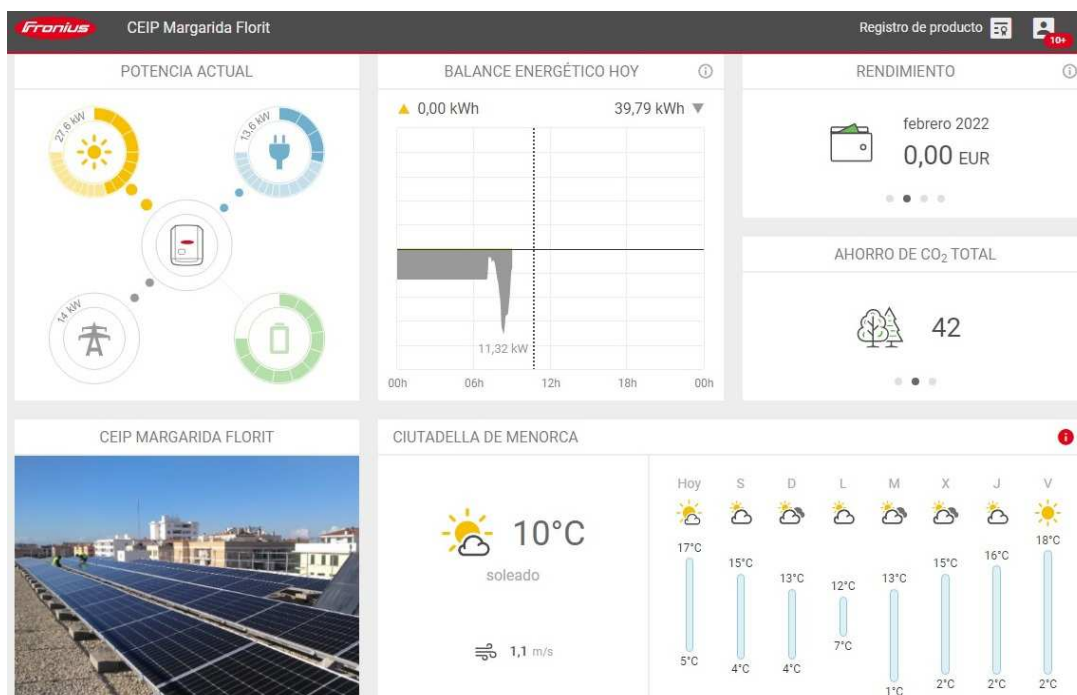 Fronius
CEIP Margarida Florit
Registro de producto
10+
POTENCIA ACTUAL
27,6 kW
13,6 kW
14 kW
BALANCE ENERGÉTICO HOY
0,00 kWh
39,79 kWh
11,32 kW
00h 06h 12h 18h 00h
RENDIMIENTO
febrero 2022
0,00 EUR
AHORRO DE CO₂ TOTAL
42
CEIP MARGARIDA FLORIT
CIUTADELLA DE MENORCA
10°C
soleado
1,1 m/s
Hoy S D L M X J V
17°C 15°C 13°C 12°C 13°C 15°C 16°C 18°C
5°C 4°C 4°C 7°C 1°C 2°C 2°C 2°C